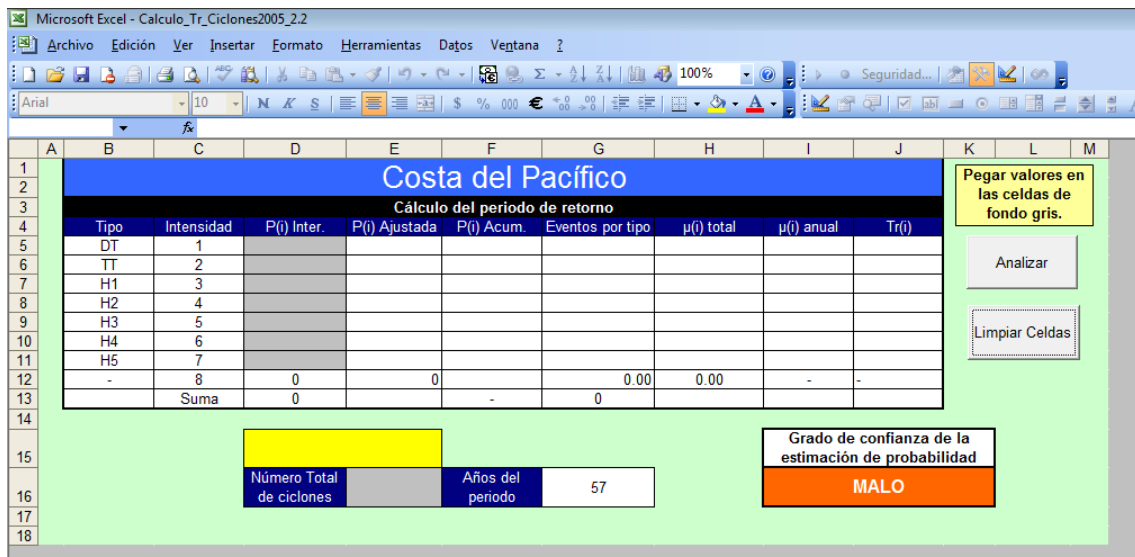 Microsoft Excel - Calculo_Tr_Ciclones2005_2.2
Archivo Edición Ver Insertar Formato Herramientas Datos Ventana ?
100% Seguridad...
Arial 10 N K S $ % 000 €
fx
A B C D E F G H I J K L M
1 Costa del Pacífico Pegar valores en
2 las celdas de
3 Cálculo del periodo de retorno fondo gris.
4 Tipo Intensidad P(i) Inter. P(i) Ajustada P(i) Acum. Eventos por tipo µ(i) total µ(i) anual Tr(i)
5 DT 1
6 TT 2 Analizar
7 H1 3
8 H2 4
9 H3 5
10 H4 6 Limpiar Celdas
11 H5 7
12 - 8 0 0 0.00 0.00 - -
13 Suma 0 - 0
14
Grado de confianza de la
15 estimación de probabilidad
Número Total Años del
16 de ciclones periodo 57 MALO
17
18